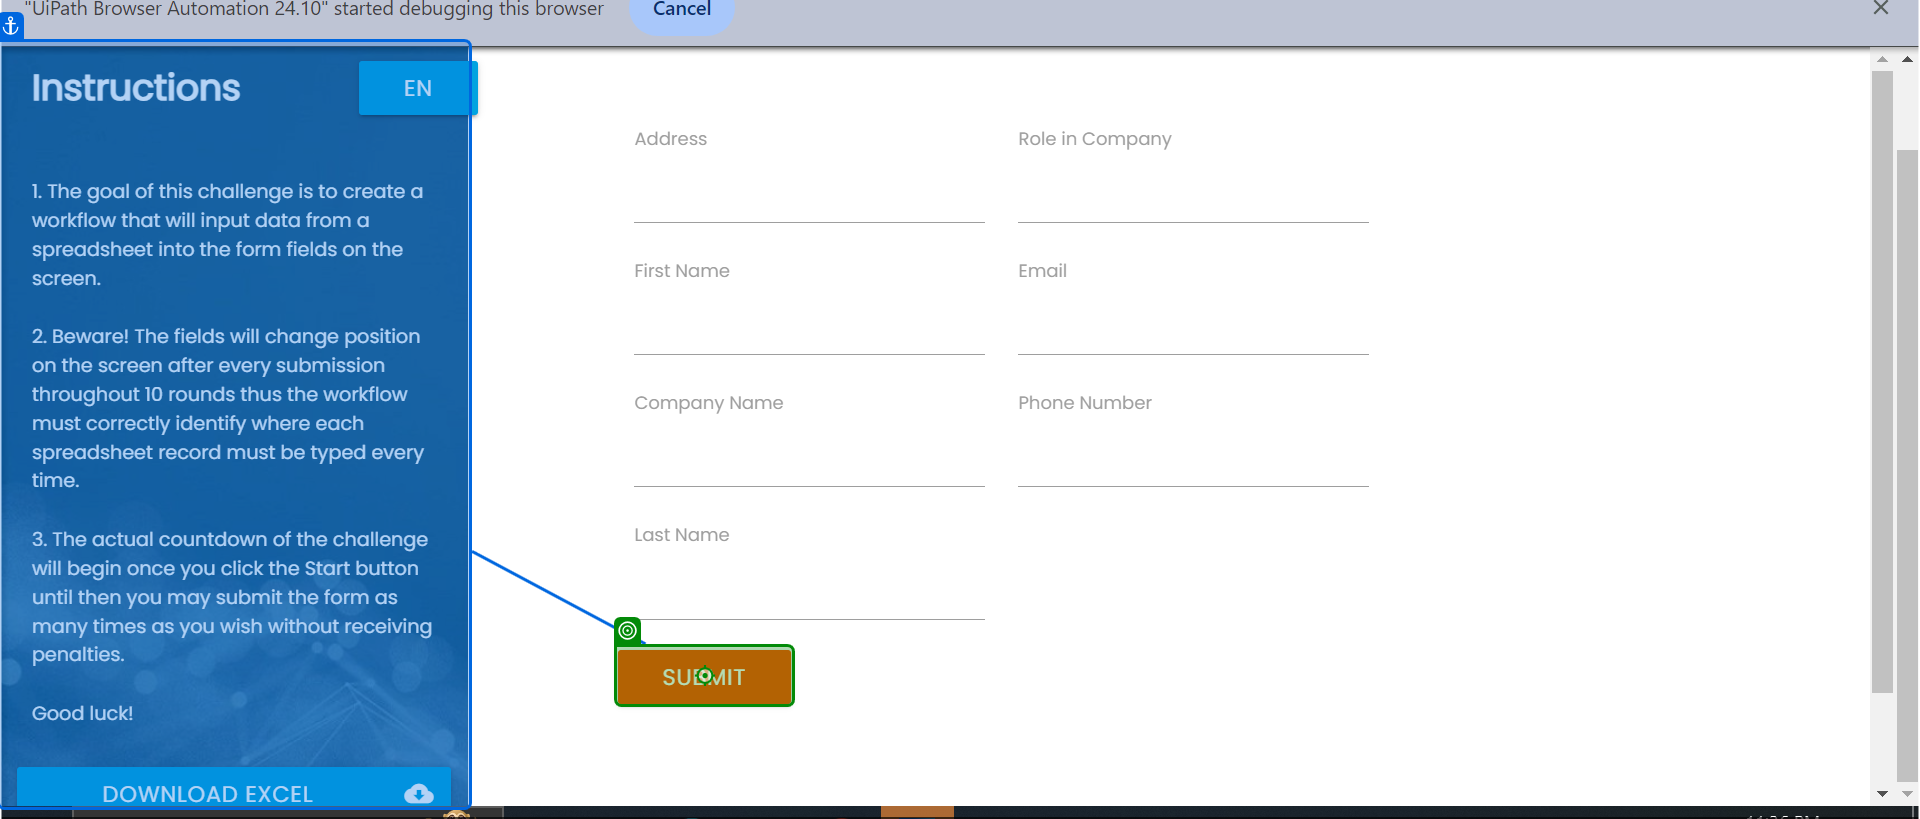 "UiPath Browser Automation 24.10" started debugging this browser
Cancel
Instructions
EN
1. The goal of this challenge is to create a
workflow that will input data from a
spreadsheet into the form fields on the
screen.
2. Beware! The fields will change position
on the screen after every submission
throughout 10 rounds thus the workflow
must correctly identify where each
spreadsheet record must be typed every
time.
3. The actual countdown of the challenge
will begin once you click the Start button
until then you may submit the form as
many times as you wish without receiving
penalties.
Good luck!
DOWNLOAD EXCEL
Address
Role in Company
First Name
Email
Company Name
Phone Number
Last Name
SUBMIT